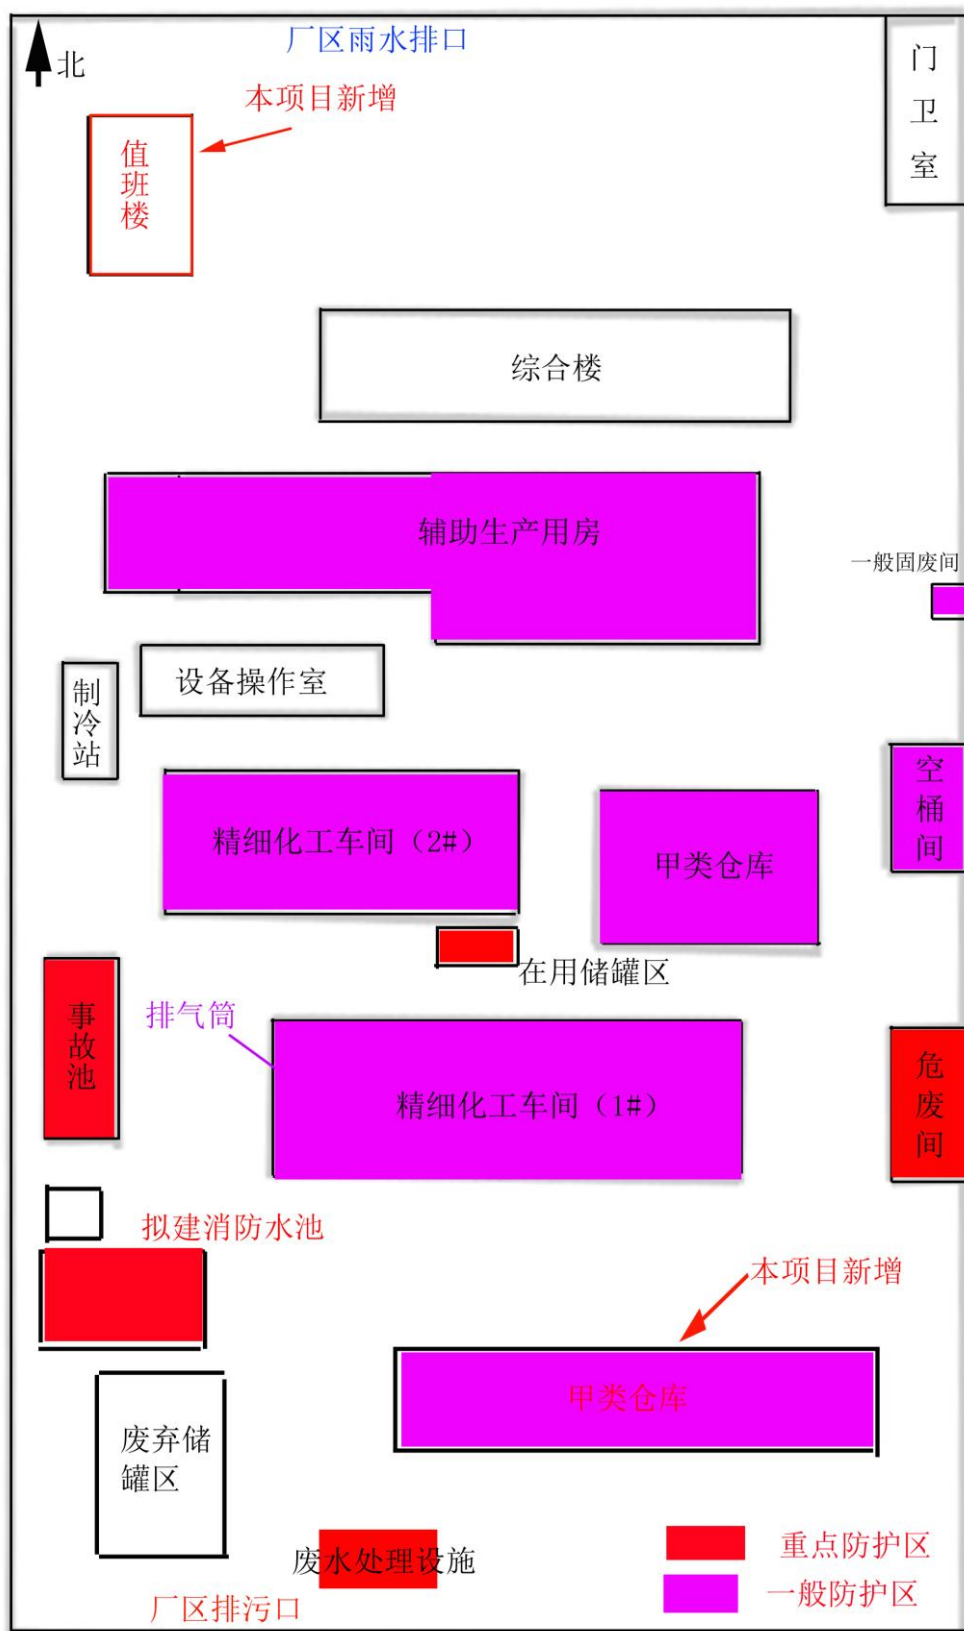 厂区雨水排口
北
本项目新增
门卫室
值班楼
综合楼
辅助生产用房
一般固废间
设备操作室
制冷站
空桶间
精细化工车间（2#）
甲类仓库
在用储罐区
事故池
排气筒
危废间
精细化工车间（1#）
拟建消防水池
本项目新增
甲类仓库
废弃储
罐区
废水处理设施
重点防护区
一般防护区
厂区排污口